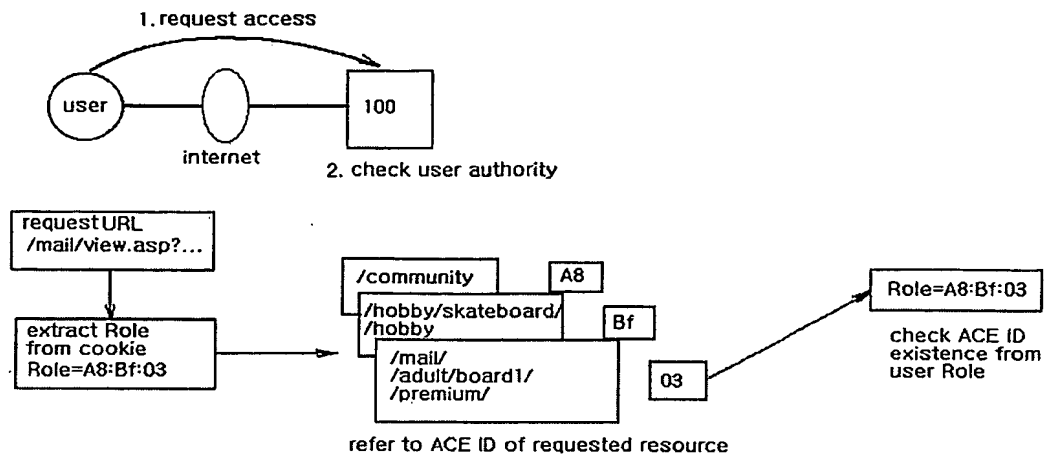 1. request access
user
100
internet
2. check user authority
request URL
/mail/view.asp?...
extract Role
from cookie
Role=A8:Bf:03
/community
A8
/hobby/skateboard/
/hobby
Bf
/mail/
/adult/board1/
/premium/
03
refer to ACE ID of requested resource
Role=A8:Bf:03
check ACE ID
existence from
user Role